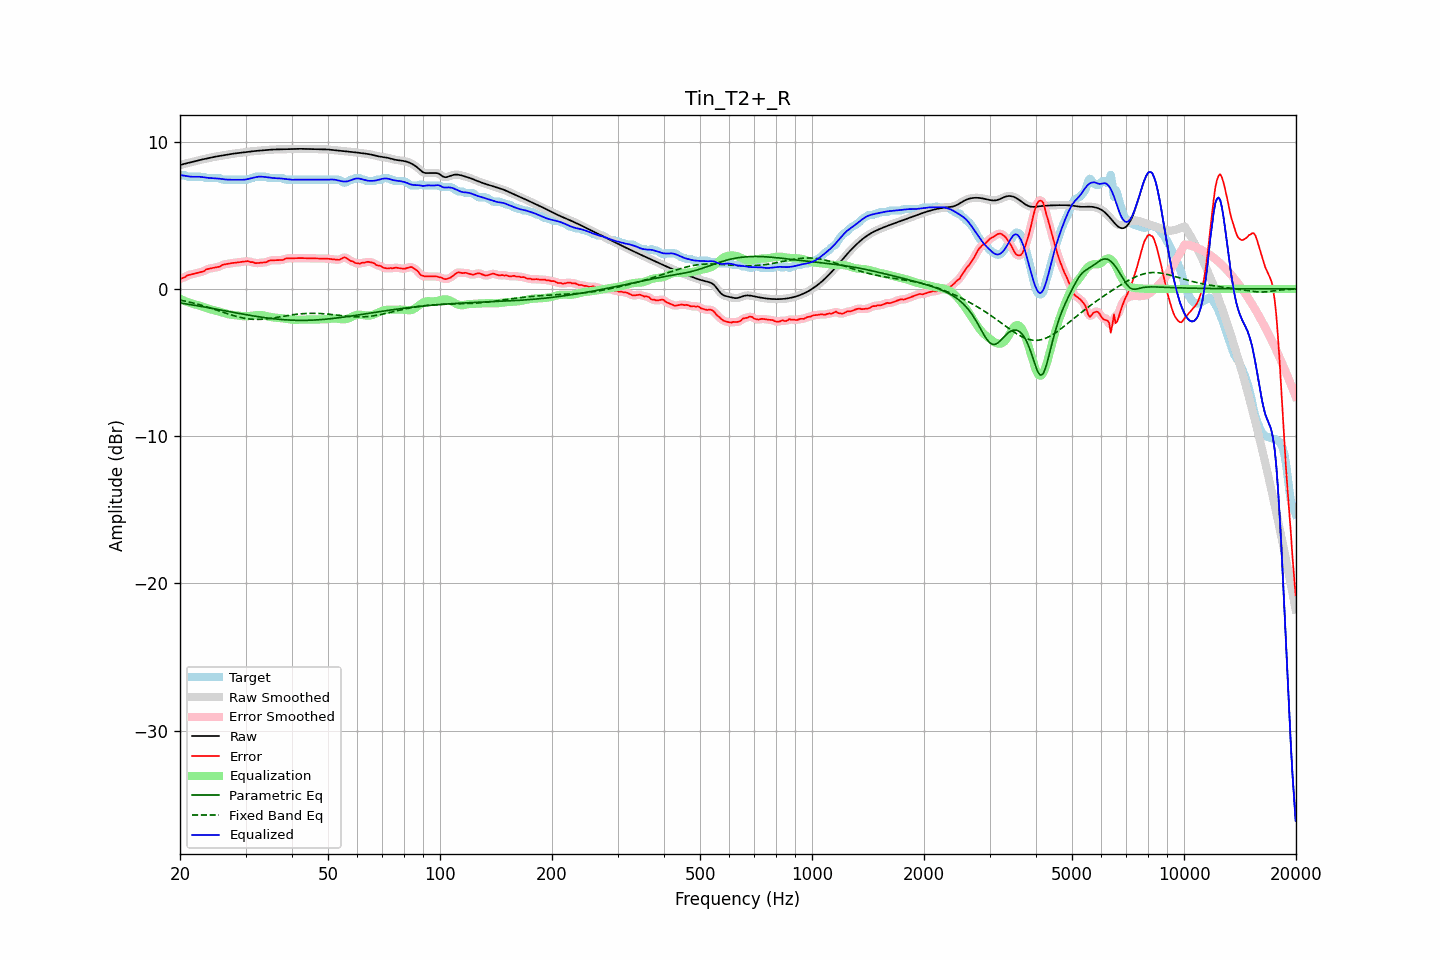 Tin_T2+_R
10
0
−10
−20
−30
Amplitude (dBr)
Target
Raw Smoothed
Error Smoothed
Raw
Error
Equalization
Parametric Eq
Fixed Band Eq
Equalized
20 50 100 200 500 1000 2000 5000 10000 20000
Frequency (Hz)